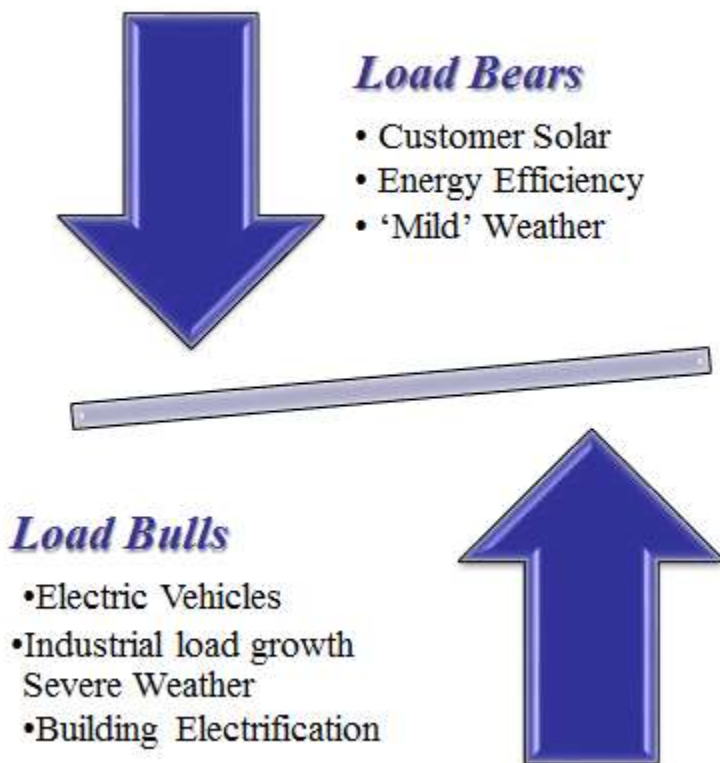 Load Bears
• Customer Solar
• Energy Efficiency
• ‘Mild’ Weather
Load Bulls
•Electric Vehicles
•Industrial load growth
Severe Weather
•Building Electrification